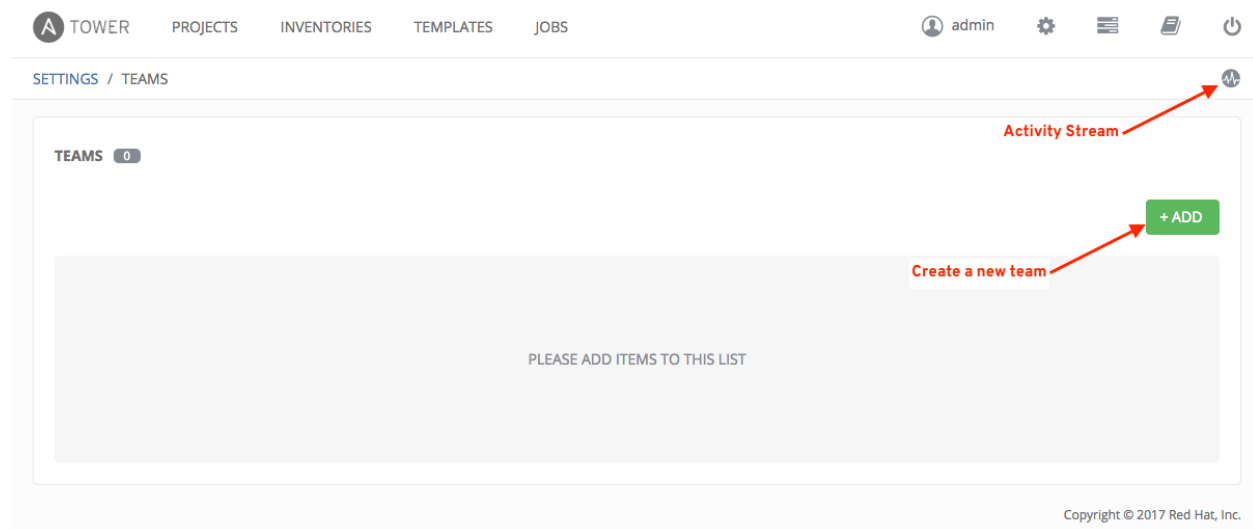 A TOWER PROJECTS INVENTORIES TEMPLATES JOBS admin
SETTINGS / TEAMS
Activity Stream
TEAMS 0
+ ADD
Create a new team
PLEASE ADD ITEMS TO THIS LIST
Copyright © 2017 Red Hat, Inc.